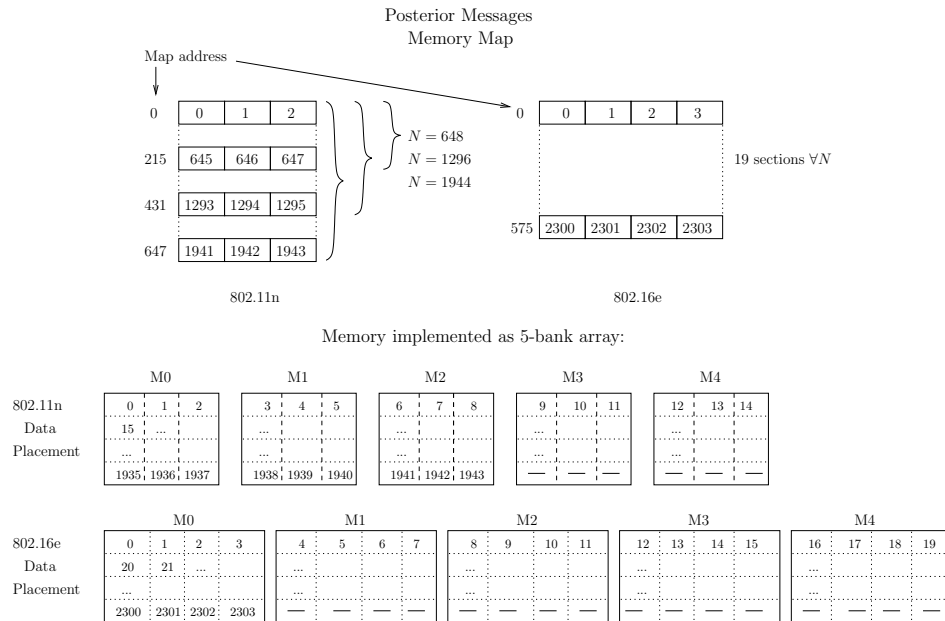 Posterior Messages
Memory Map
Map address
0 0 1 2 0 0 1 2 3
N = 648
215 645 646 647 N = 1296 19 sections ∀N
N = 1944
431 1293 1294 1295
575 2300 2301 2302 2303
647 1941 1942 1943
802.11n 802.16e
Memory implemented as 5-bank array:
M0 M1 M2 M3 M4
802.11n 0 1 2 3 4 5 6 7 8 9 10 11 12 13 14
Data 15 ...
Placement ... ... ... ... ...
1935 1936 1937 1938 1939 1940 1941 1942 1943 — — — — — —
M0 M1 M2 M3 M4
802.16e 0 1 2 3 4 5 6 7 8 9 10 11 12 13 14 15 16 17 18 19
Data 20 21 ... ... ... ... ...
Placement ... ... ... ... ...
2300 2301 2302 2303 — — — — — — — — — — — — — — — —